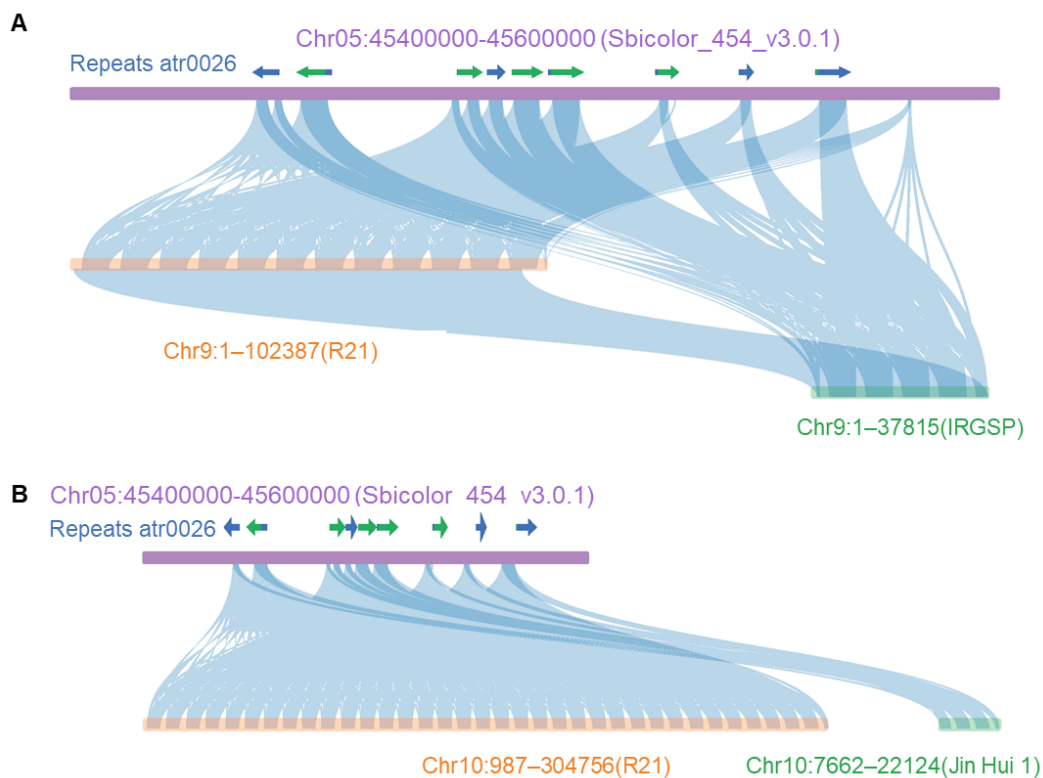 A
Chr05:45400000-45600000 (Sbicolor_454_v3.0.1)
Repeats atr0026
Chr9:1–102387(R21)
Chr9:1–37815(IRGSP)
B
Chr05:45400000-45600000 (Sbicolor 454 v3.0.1)
Repeats atr0026
Chr10:987–304756(R21)
Chr10:7662–22124(Jin Hui 1)